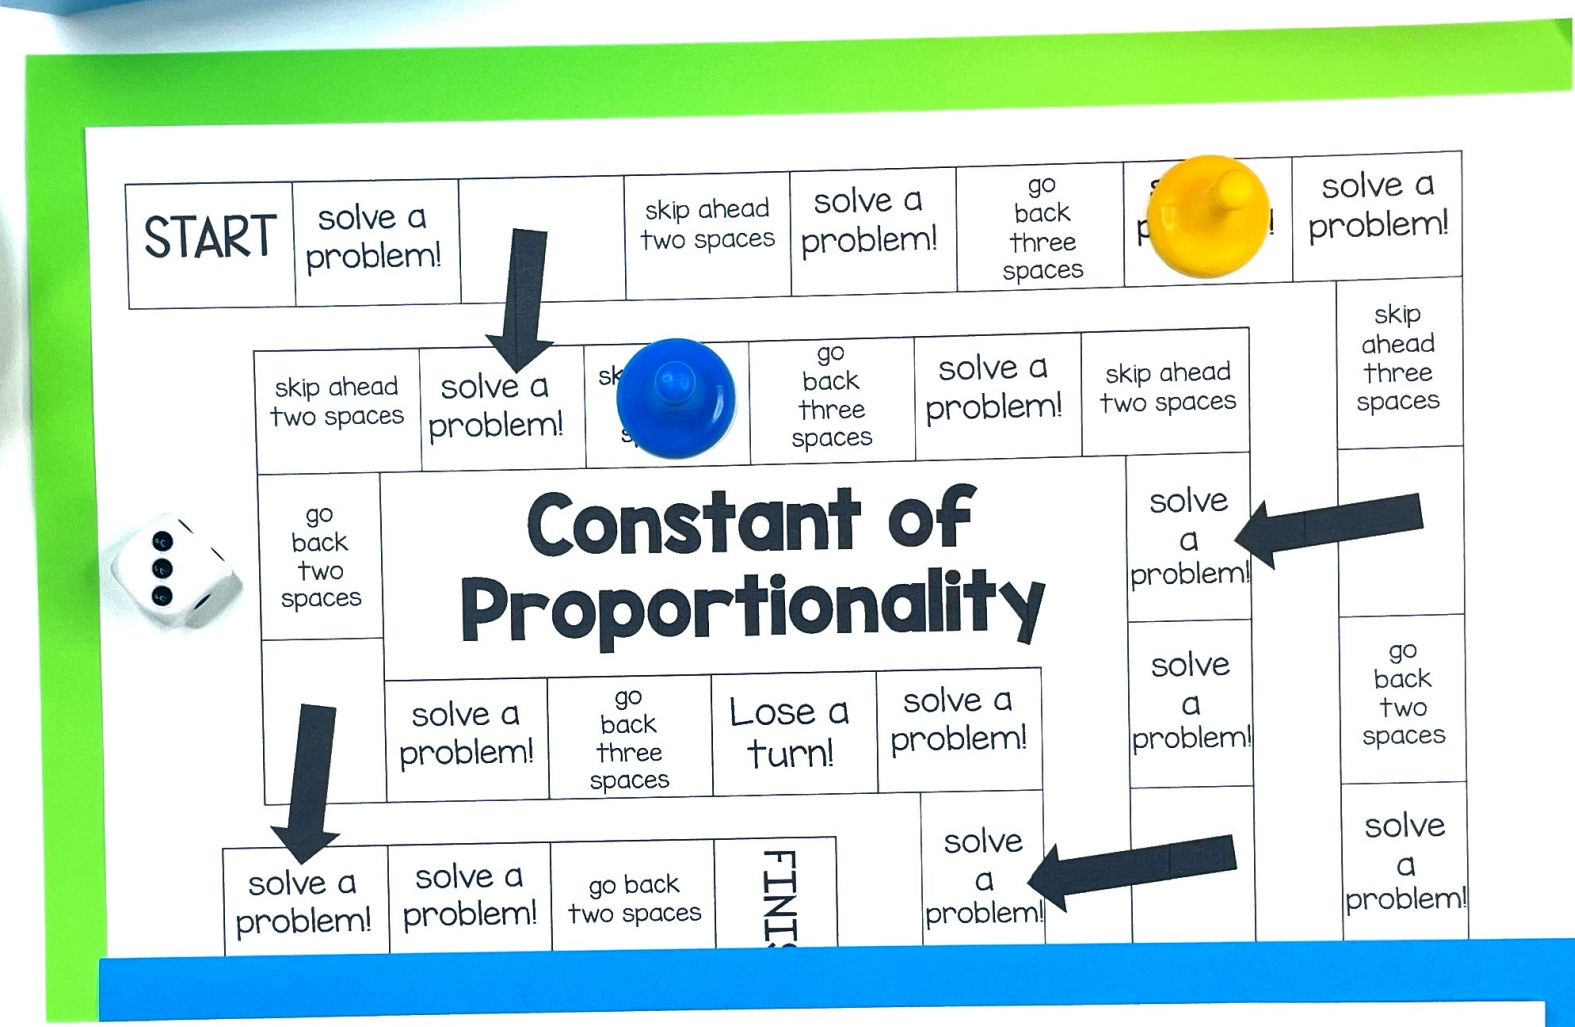 START
solve a
problem!
skip ahead
two spaces
solve a
problem!
go
back
three
spaces
solve a
problem!
skip
ahead
three
spaces
skip ahead
two spaces
solve a
problem!
go
back
three
spaces
solve a
problem!
skip ahead
two spaces
go
back
two
spaces
Constant of
Proportionality
solve
a
problem!
solve
a
problem!
go
back
two
spaces
solve a
problem!
go
back
three
spaces
Lose a
turn!
solve a
problem!
solve
a
problem!
solve
a
problem!
solve a
problem!
solve a
problem!
go back
two spaces